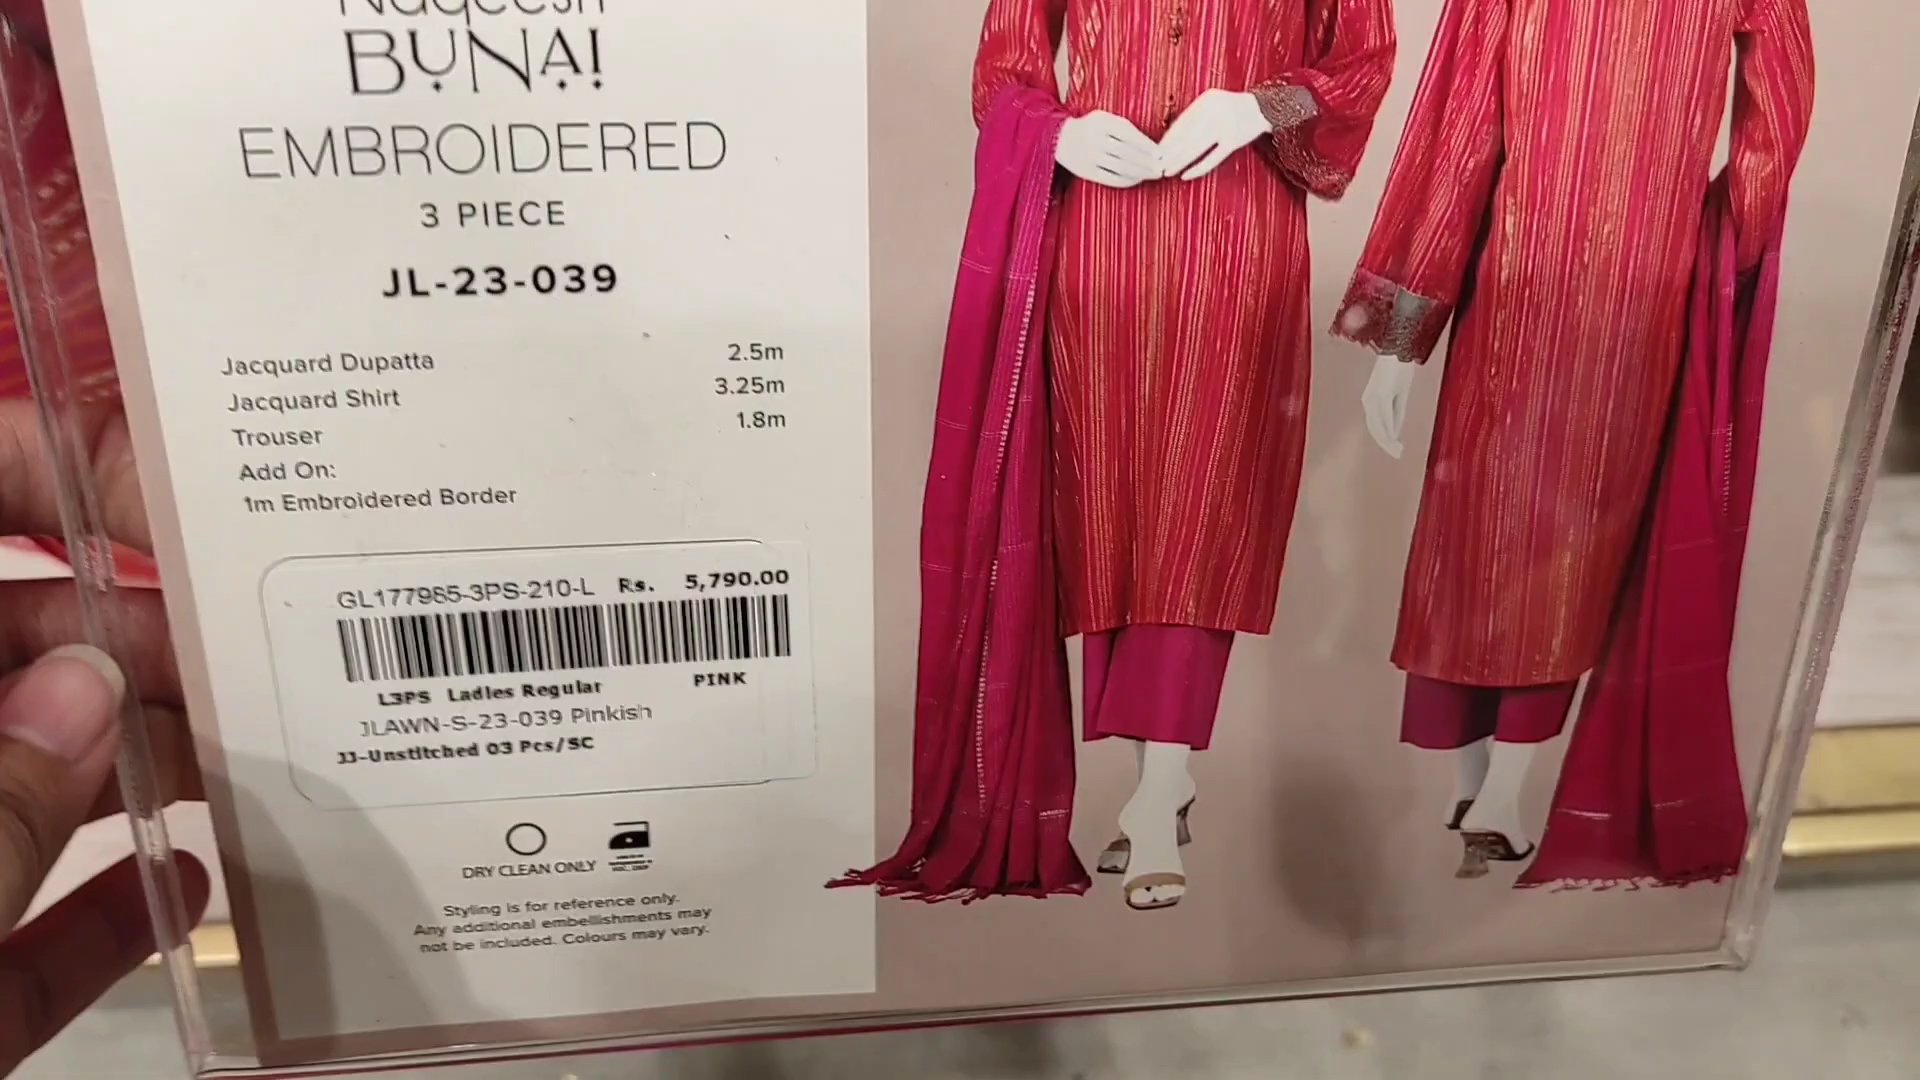 Naqeesh
BUNAI
EMBROIDERED
3 PIECE
JL-23-039
Jacquard Dupatta 2.5m
Jacquard Shirt 3.25m
Trouser 1.8m
Add On:
1m Embroidered Border
GL177985-3PS-210-L Rs. 5,790.00
L3PS Ladies Regular PINK
JLAWN-S-23-039 Pinkish
JJ-Unstitched 03 Pcs/SC
DRY CLEAN ONLY
Styling is for reference only.
Any additional embellishments may
not be included. Colours may vary.